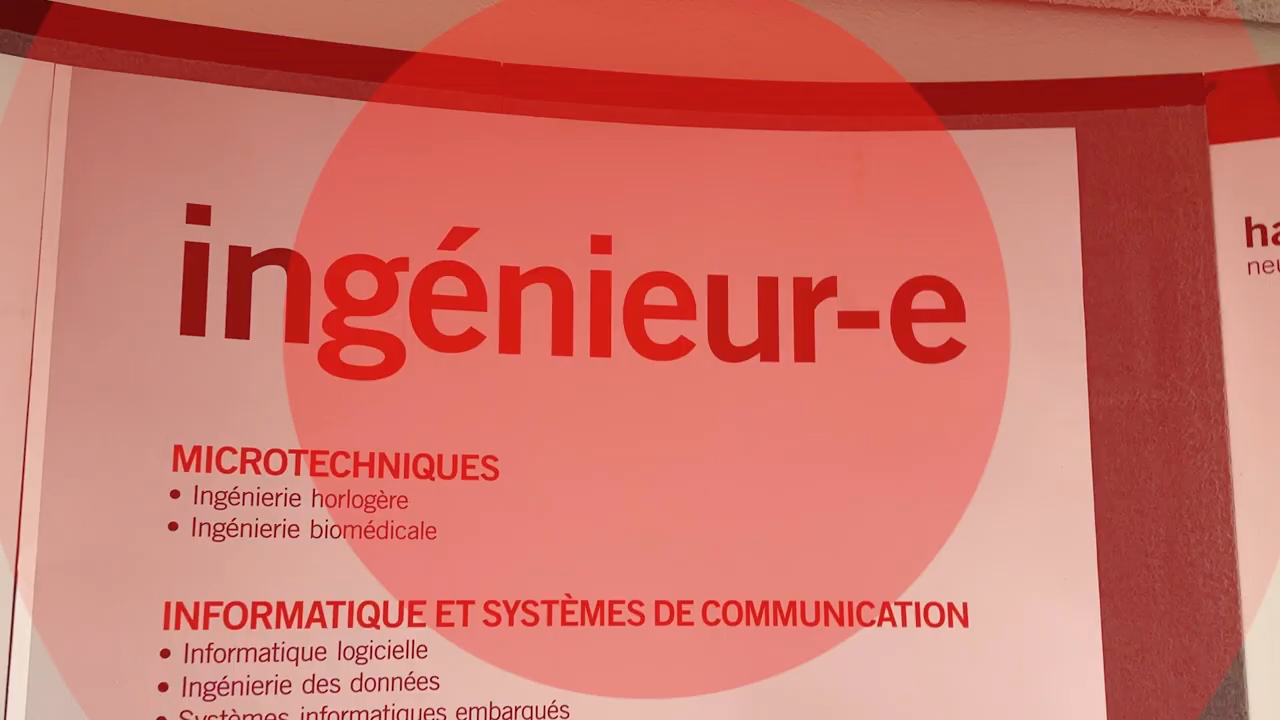 ingénieur-e
MICROTECHNIQUES
• Ingénierie horlogère
• Ingénierie biomédicale
INFORMATIQUE ET SYSTÈMES DE COMMUNICATION
• Informatique logicielle
• Ingénierie des données
• Systèmes informatiques embarqués